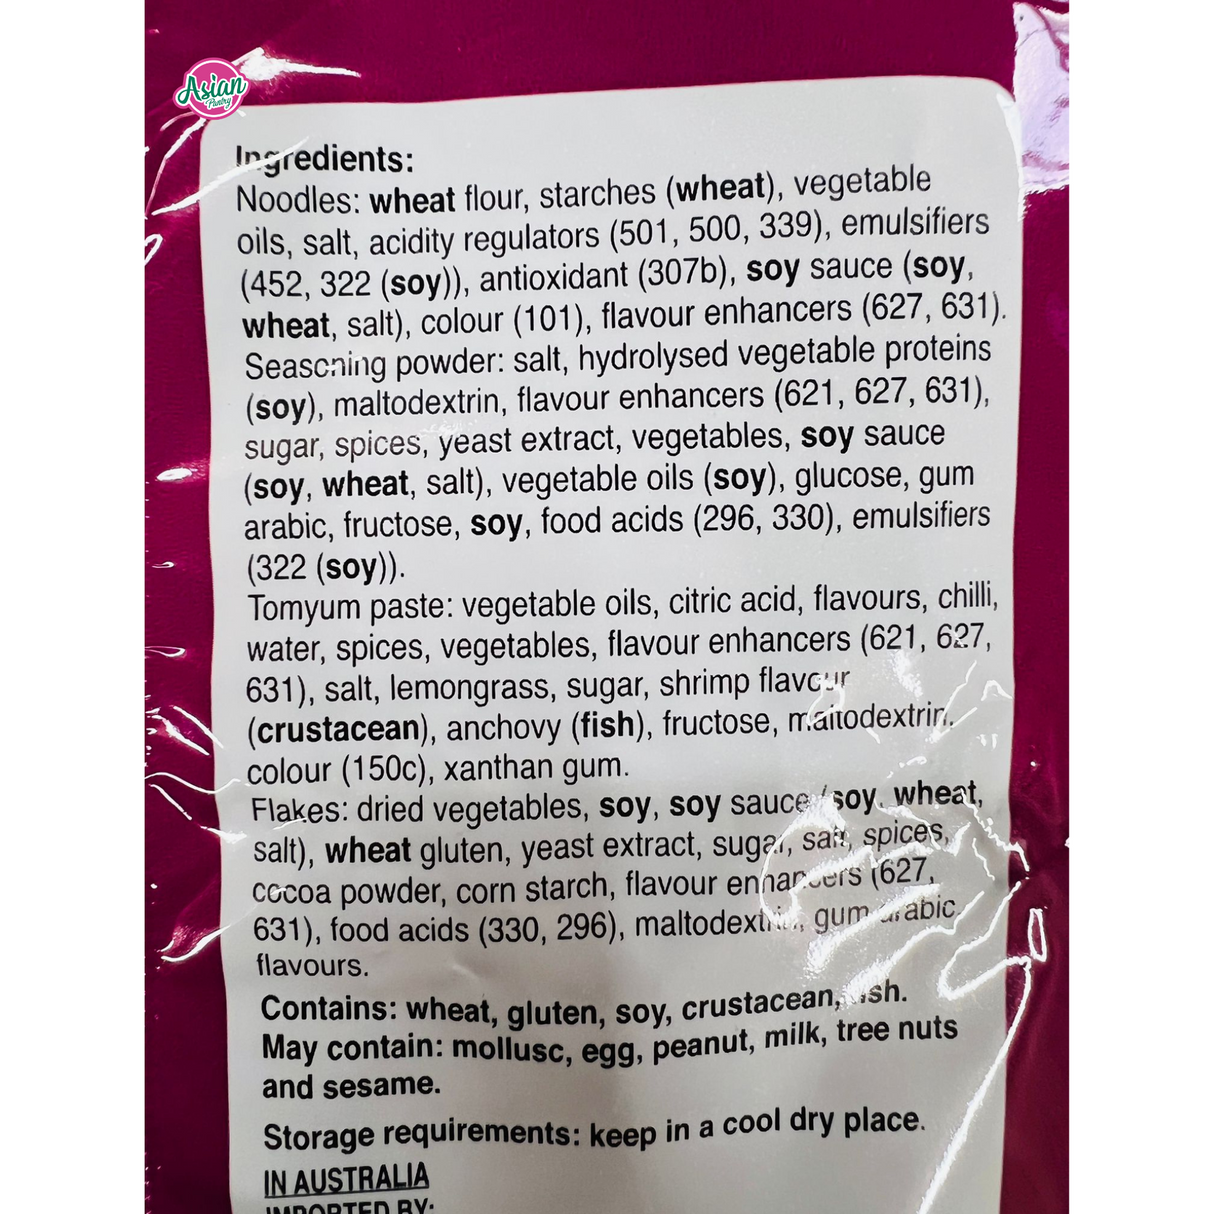 Asian
Pantry
Ingredients:
Noodles: wheat flour, starches (wheat), vegetable
oils, salt, acidity regulators (501, 500, 339), emulsifiers
(452, 322 (soy)), antioxidant (307b), soy sauce (soy,
wheat, salt), colour (101), flavour enhancers (627, 631).
Seasoning powder: salt, hydrolysed vegetable proteins
(soy), maltodextrin, flavour enhancers (621, 627, 631),
sugar, spices, yeast extract, vegetables, soy sauce
(soy, wheat, salt), vegetable oils (soy), glucose, gum
arabic, fructose, soy, food acids (296, 330), emulsifiers
(322 (soy)).
Tomyum paste: vegetable oils, citric acid, flavours, chilli,
water, spices, vegetables, flavour enhancers (621, 627,
631), salt, lemongrass, sugar, shrimp flavour
(crustacean), anchovy (fish), fructose, maltodextrin,
colour (150c), xanthan gum.
Flakes: dried vegetables, soy, soy sauce (soy, wheat,
salt), wheat gluten, yeast extract, sugar, salt, spices,
cocoa powder, corn starch, flavour enhancers (627,
631), food acids (330, 296), maltodextrin, gum arabic,
flavours.
Contains: wheat, gluten, soy, crustacean, fish.
May contain: mollusc, egg, peanut, milk, tree nuts
and sesame.
Storage requirements: keep in a cool dry place.
IN AUSTRALIA
IMPORTED BY: